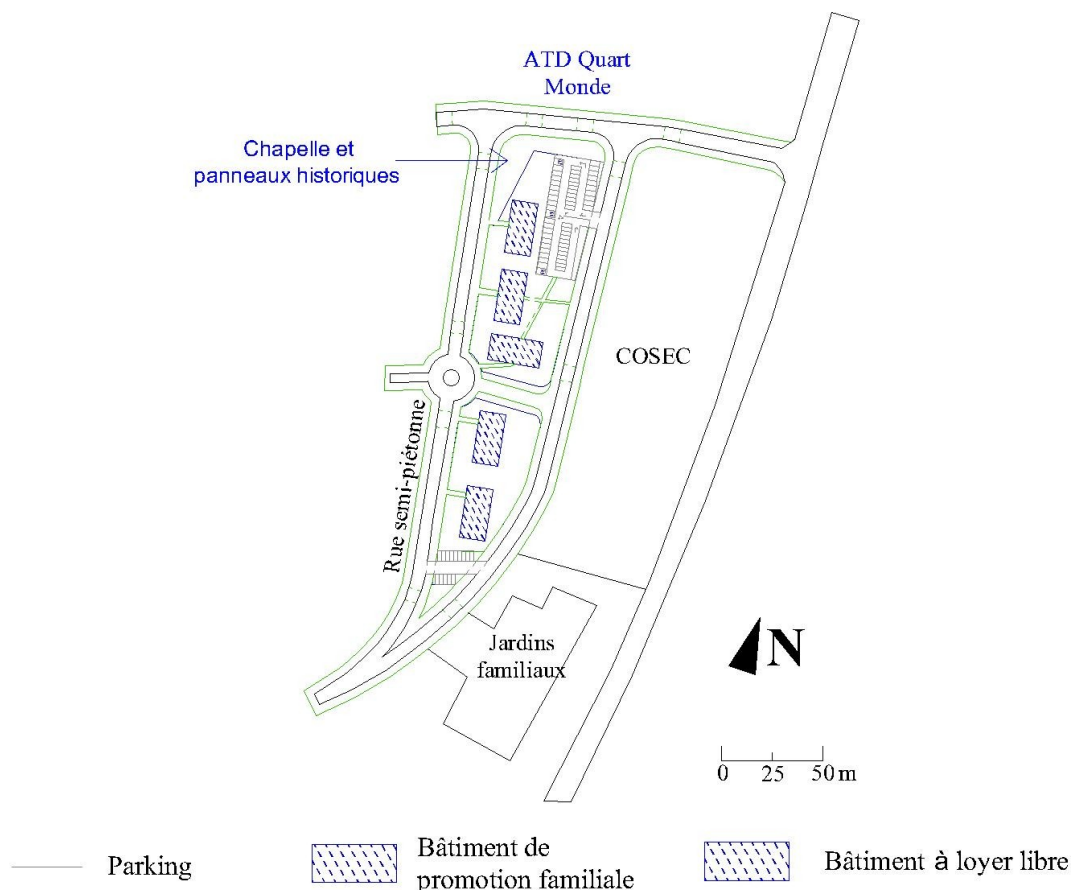 ATD Quart
Monde
Chapelle et
panneaux historiques
COSEC
Rue semi-piétonne
Jardins
familiaux
N
0 25 50 m
Parking
Bâtiment de
promotion familiale
Bâtiment à loyer libre